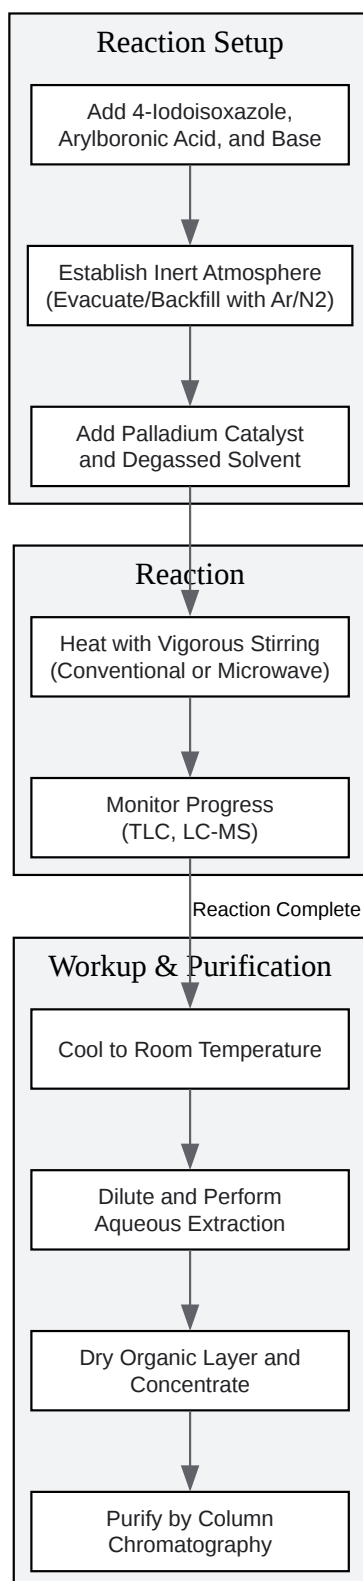 Reaction Setup
Add 4-Iodoisoxazole,
Arylboronic Acid, and Base
Establish Inert Atmosphere
(Evacuate/Backfill with Ar/N2)
Add Palladium Catalyst
and Degassed Solvent
Reaction
Heat with Vigorous Stirring
(Conventional or Microwave)
Monitor Progress
(TLC, LC-MS)
Reaction Complete
Workup & Purification
Cool to Room Temperature
Dilute and Perform
Aqueous Extraction
Dry Organic Layer and
Concentrate
Purify by Column
Chromatography